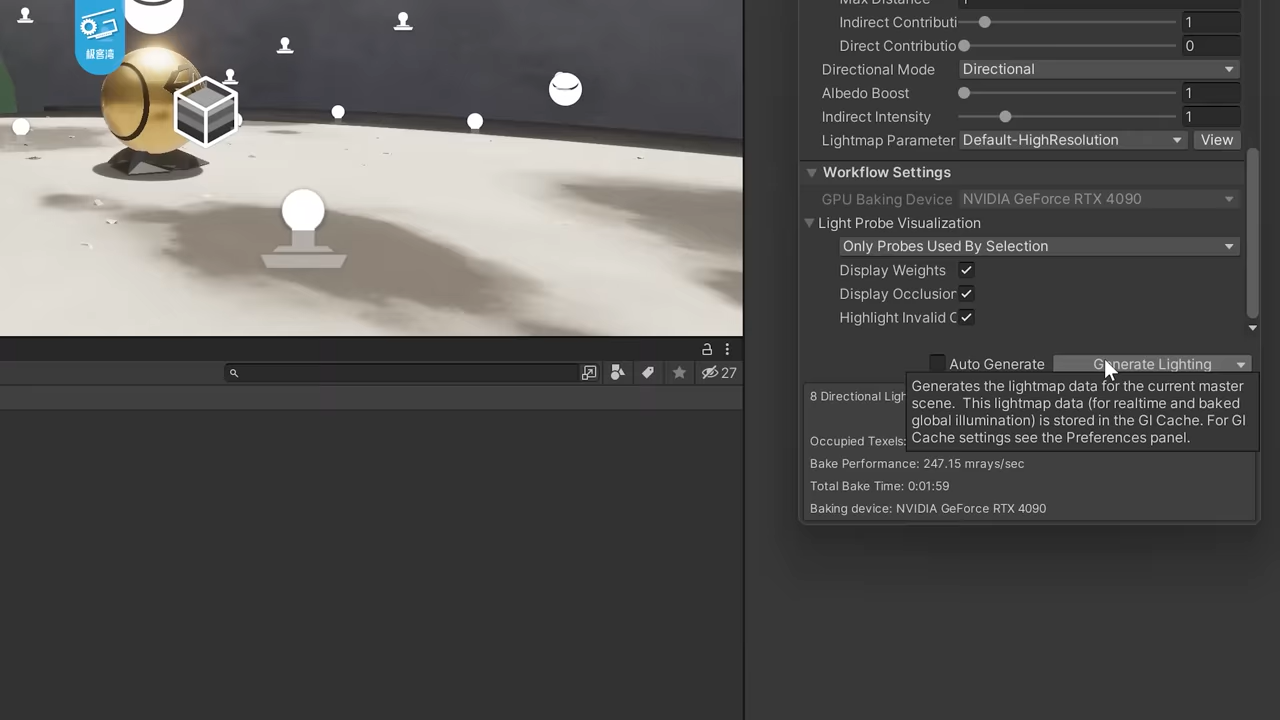 极客湾
Max Distance
Indirect Contributi 1
Direct Contributio 0
Directional Mode Directional
Albedo Boost 1
Indirect Intensity 1
Lightmap Parameter Default-HighResolution View
Workflow Settings
GPU Baking Device NVIDIA GeForce RTX 4090
Light Probe Visualization
Only Probes Used By Selection
Display Weights
Display Occlusion
Highlight Invalid C
27
Auto Generate Generate Lighting
Generates the lightmap data for the current master
scene. This lightmap data (for realtime and baked
global illumination) is stored in the GI Cache. For GI
Cache settings see the Preferences panel.
8 Directional Ligh
Occupied Texels:
Bake Performance: 247.15 mrays/sec
Total Bake Time: 0:01:59
Baking device: NVIDIA GeForce RTX 4090